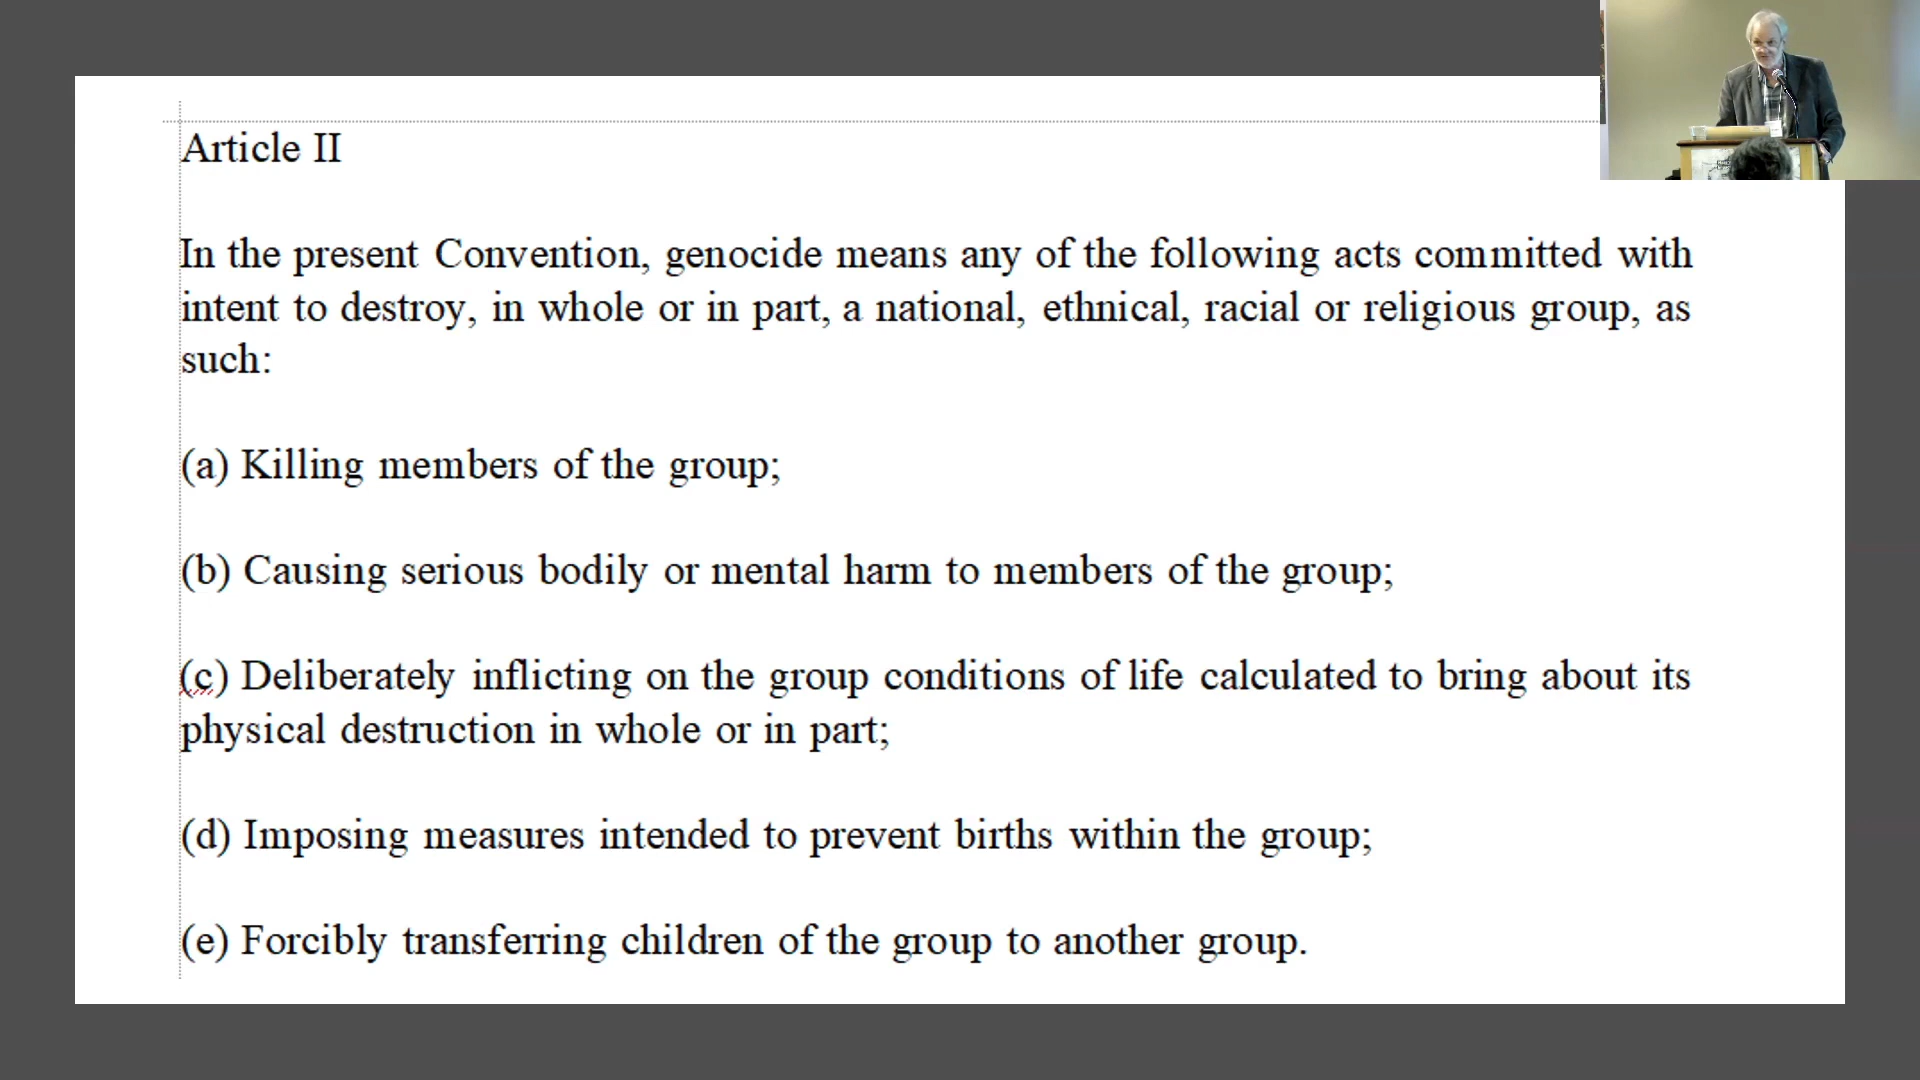 Article II
In the present Convention, genocide means any of the following acts committed with
intent to destroy, in whole or in part, a national, ethnical, racial or religious group, as
such:
(a) Killing members of the group;
(b) Causing serious bodily or mental harm to members of the group;
(c) Deliberately inflicting on the group conditions of life calculated to bring about its
physical destruction in whole or in part;
(d) Imposing measures intended to prevent births within the group;
(e) Forcibly transferring children of the group to another group.